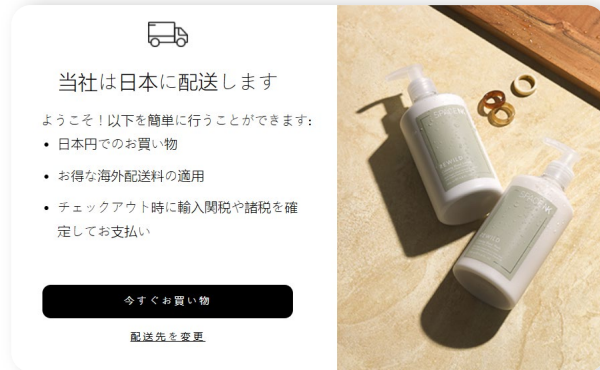 当社は日本に配送します
ようこそ！以下を簡単に行うことができます:
• 日本円でのお買い物
• お得な海外配送料の適用
• チェックアウト時に輸入関税や諸税を確
定してお支払い
今すぐお買い物
配送先を変更